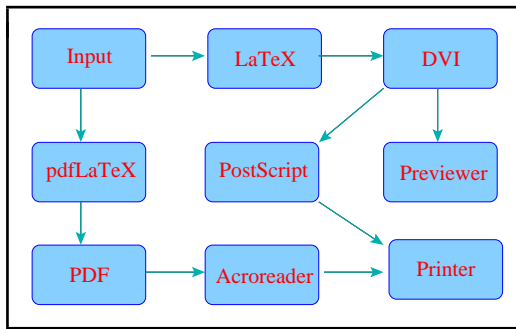 Input
LaTeX
DVI
pdfLaTeX
PostScript
Previewer
PDF
Acroreader
Printer